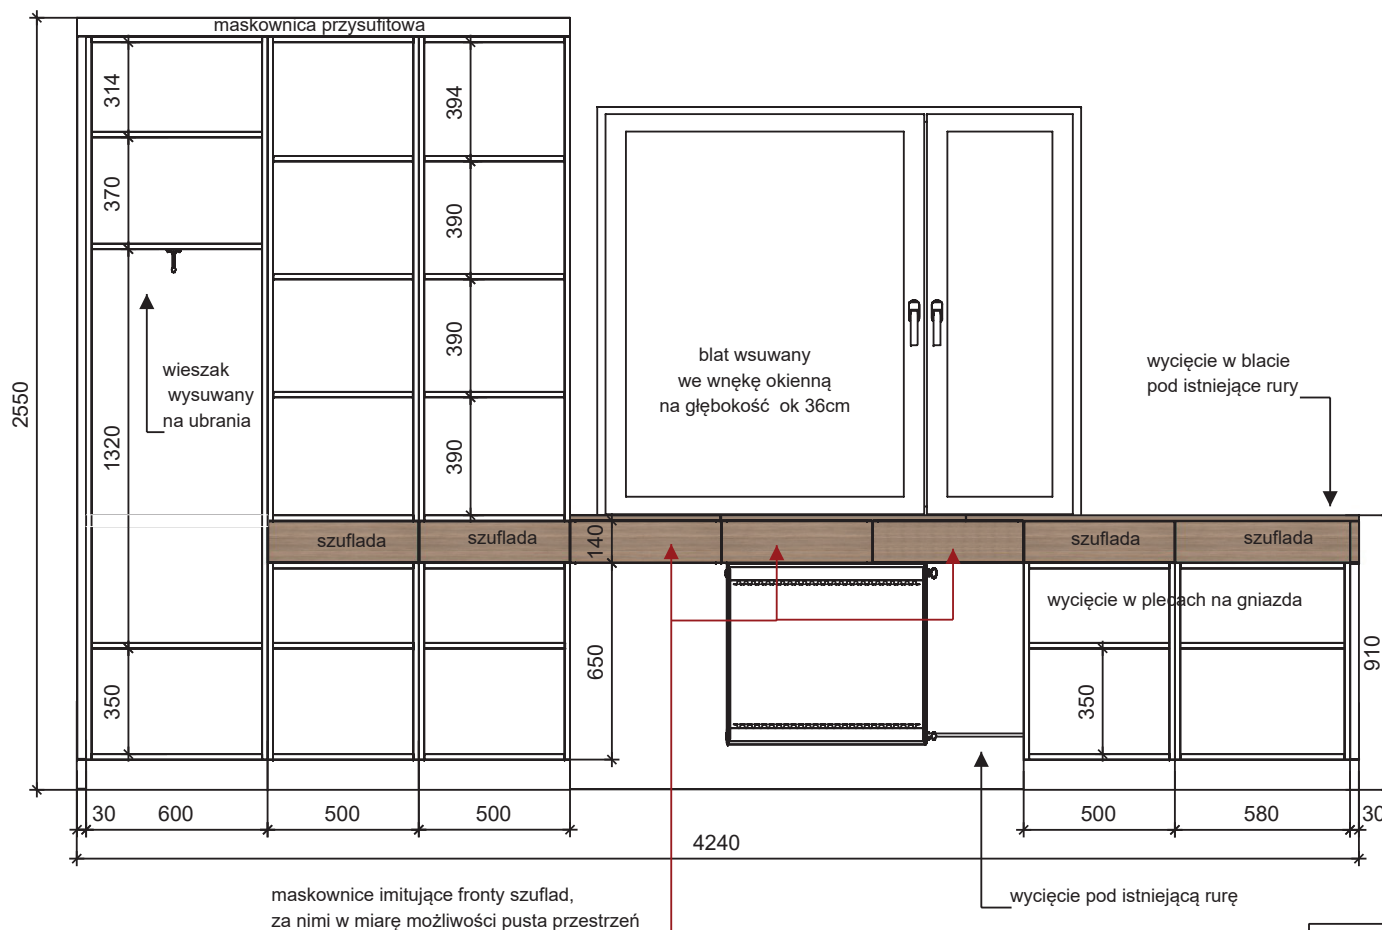 maskownica przysufitowa
314
394
370
390
wieszak
wysuwany
na ubrania
390
blat wsuwany
we wnękę okienną
na głębokość ok 36cm
wycięcie w blacie
pod istniejące rury
2550
1320
390
szuflada
szuflada
140
szuflada
szuflada
wycięcie w plecach na gniazda
650
910
350
350
30
600
500
500
500
580
30
4240
maskownice imitujące fronty szuflad,
za nimi w miarę możliwości pusta przestrzeń
wycięcie pod istniejącą rurę